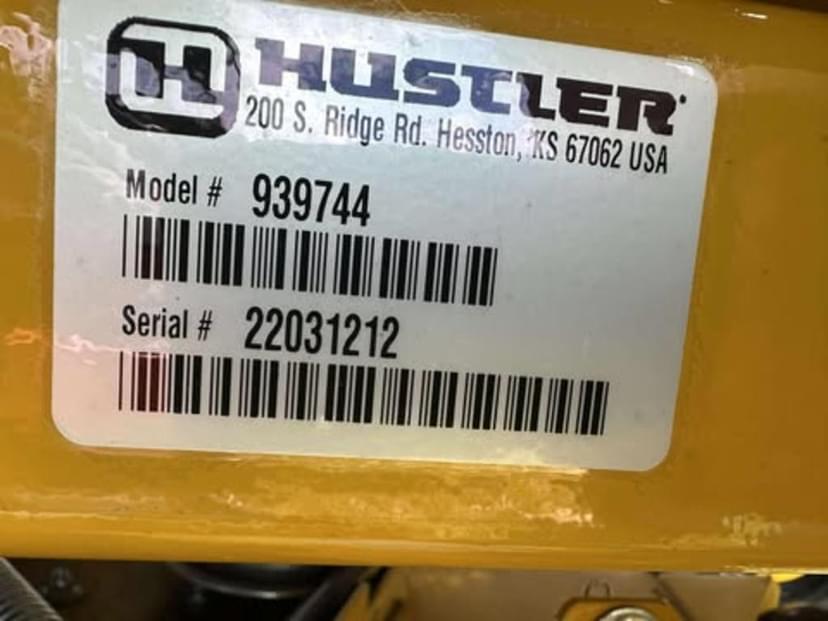 H HUSTLER
200 S. Ridge Rd. Hesston, KS 67062 USA
Model # 939744
Serial # 22031212